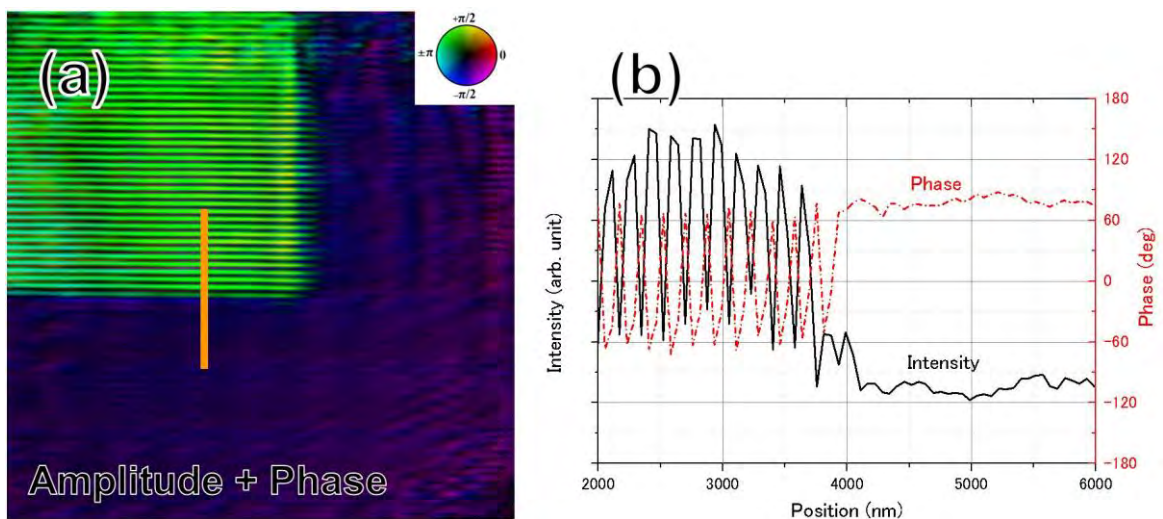 (a)
+π/2
±π
0
−π/2
Amplitude + Phase
(b)
180
120
60
0
−60
−120
−180
Phase
Intensity
Intensity (arb. unit)
Phase (deg)
2000
3000
4000
5000
6000
Position (nm)